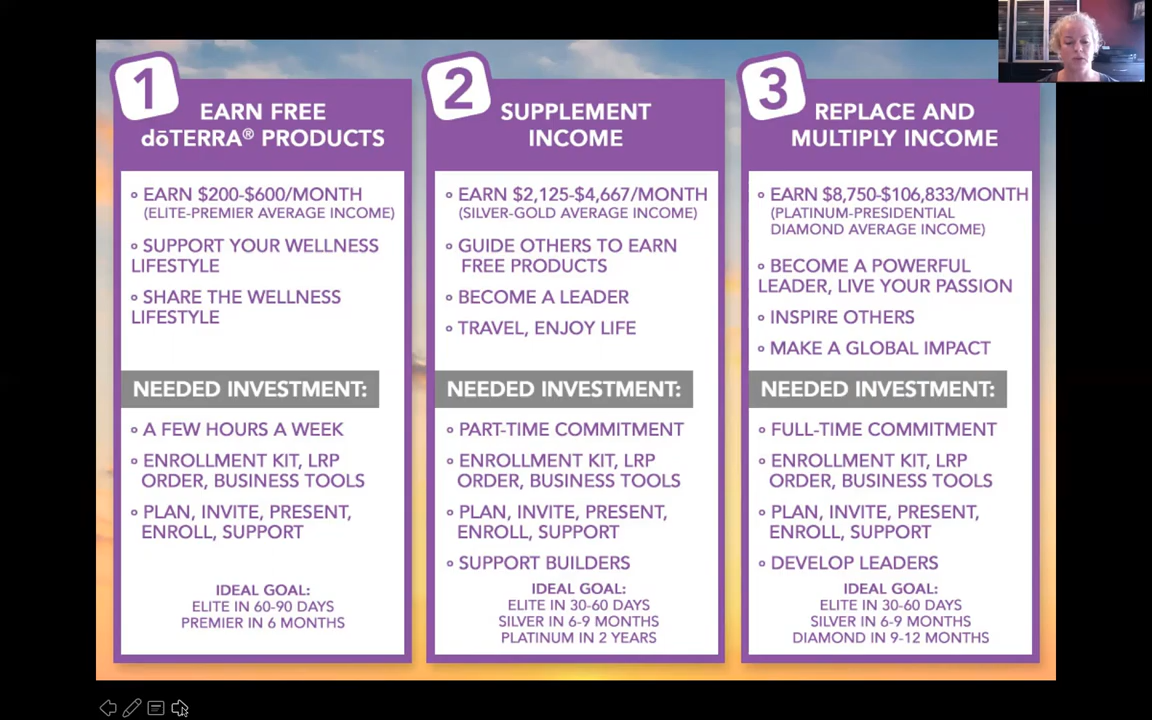 1
EARN FREE
dōTERRA® PRODUCTS
◦ EARN $200-$600/MONTH
(ELITE-PREMIER AVERAGE INCOME)
◦ SUPPORT YOUR WELLNESS
LIFESTYLE
◦ SHARE THE WELLNESS
LIFESTYLE
NEEDED INVESTMENT:
◦ A FEW HOURS A WEEK
◦ ENROLLMENT KIT, LRP
ORDER, BUSINESS TOOLS
◦ PLAN, INVITE, PRESENT,
ENROLL, SUPPORT
IDEAL GOAL:
ELITE IN 60-90 DAYS
PREMIER IN 6 MONTHS
2
SUPPLEMENT
INCOME
◦ EARN $2,125-$4,667/MONTH
(SILVER-GOLD AVERAGE INCOME)
◦ GUIDE OTHERS TO EARN
FREE PRODUCTS
◦ BECOME A LEADER
◦ TRAVEL, ENJOY LIFE
NEEDED INVESTMENT:
◦ PART-TIME COMMITMENT
◦ ENROLLMENT KIT, LRP
ORDER, BUSINESS TOOLS
◦ PLAN, INVITE, PRESENT,
ENROLL, SUPPORT
◦ SUPPORT BUILDERS
IDEAL GOAL:
ELITE IN 30-60 DAYS
SILVER IN 6-9 MONTHS
PLATINUM IN 2 YEARS
3
REPLACE AND
MULTIPLY INCOME
◦ EARN $8,750-$106,833/MONTH
(PLATINUM-PRESIDENTIAL
DIAMOND AVERAGE INCOME)
◦ BECOME A POWERFUL
LEADER, LIVE YOUR PASSION
◦ INSPIRE OTHERS
◦ MAKE A GLOBAL IMPACT
NEEDED INVESTMENT:
◦ FULL-TIME COMMITMENT
◦ ENROLLMENT KIT, LRP
ORDER, BUSINESS TOOLS
◦ PLAN, INVITE, PRESENT,
ENROLL, SUPPORT
◦ DEVELOP LEADERS
IDEAL GOAL:
ELITE IN 30-60 DAYS
SILVER IN 6-9 MONTHS
DIAMOND IN 9-12 MONTHS